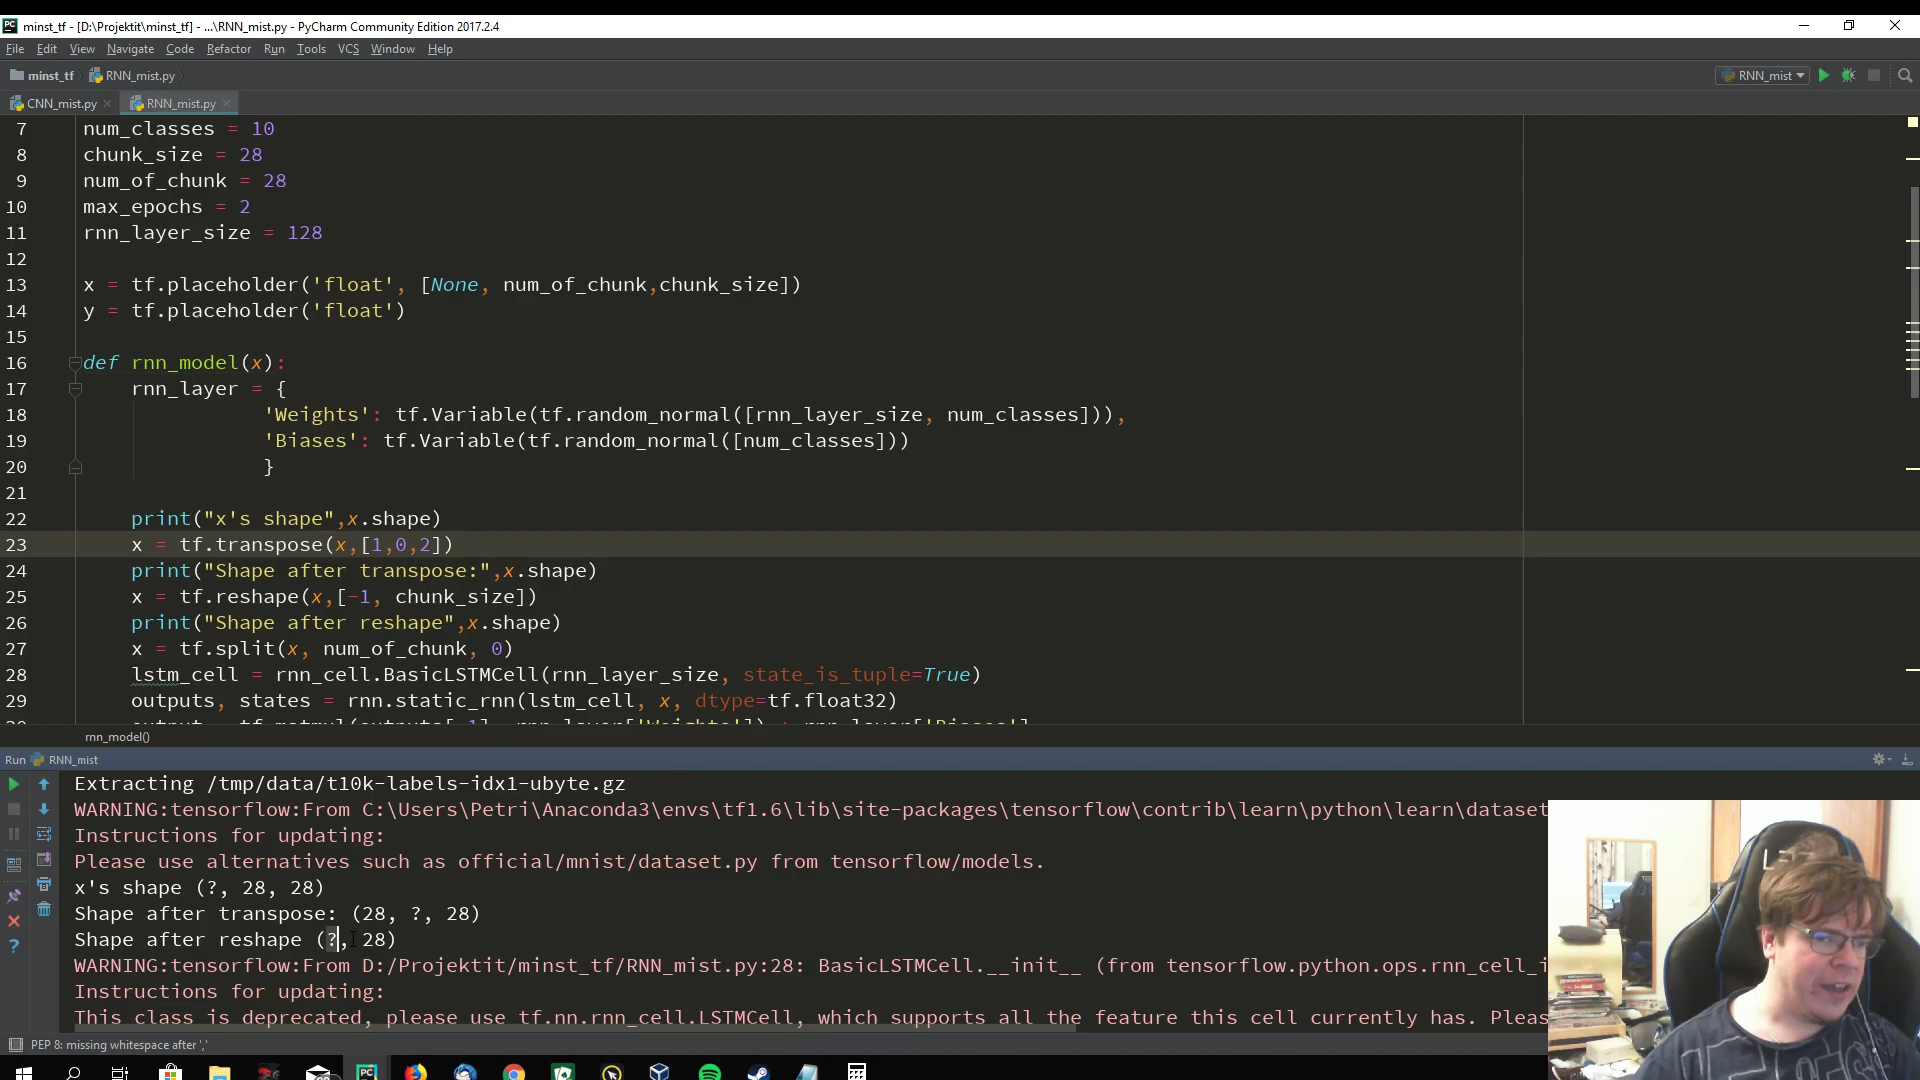 minst_tf - [D:\Projektit\minst_tf] - ...\RNN_mist.py - PyCharm Community Edition 2017.2.4
File Edit View Navigate Code Refactor Run Tools VCS Window Help
minst_tf RNN_mist.py RNN_mist
CNN_mist.py RNN_mist.py
7 num_classes = 10
8 chunk_size = 28
9 num_of_chunk = 28
10 max_epochs = 2
11 rnn_layer_size = 128
12
13 x = tf.placeholder('float', [None, num_of_chunk,chunk_size])
14 y = tf.placeholder('float')
15
16 def rnn_model(x):
17 rnn_layer = {
18 'Weights': tf.Variable(tf.random_normal([rnn_layer_size, num_classes])),
19 'Biases': tf.Variable(tf.random_normal([num_classes]))
20 }
21
22 print("x's shape",x.shape)
23 x = tf.transpose(x,[1,0,2])
24 print("Shape after transpose:",x.shape)
25 x = tf.reshape(x,[-1, chunk_size])
26 print("Shape after reshape",x.shape)
27 x = tf.split(x, num_of_chunk, 0)
28 lstm_cell = rnn_cell.BasicLSTMCell(rnn_layer_size, state_is_tuple=True)
29 outputs, states = rnn.static_rnn(lstm_cell, x, dtype=tf.float32)
rnn_model()
Run RNN_mist
Extracting /tmp/data/t10k-labels-idx1-ubyte.gz
WARNING:tensorflow:From C:\Users\Petri\Anaconda3\envs\tf1.6\lib\site-packages\tensorflow\contrib\learn\python\learn\dataset
Instructions for updating:
Please use alternatives such as official/mnist/dataset.py from tensorflow/models.
x's shape (?, 28, 28)
Shape after transpose: (28, ?, 28)
Shape after reshape (?, 28)
WARNING:tensorflow:From D:/Projektit/minst_tf/RNN_mist.py:28: BasicLSTMCell.__init__ (from tensorflow.python.ops.rnn_cell_i
Instructions for updating:
This class is deprecated, please use tf.nn.rnn_cell.LSTMCell, which supports all the feature this cell currently has. Pleas
PEP 8: missing whitespace after ','